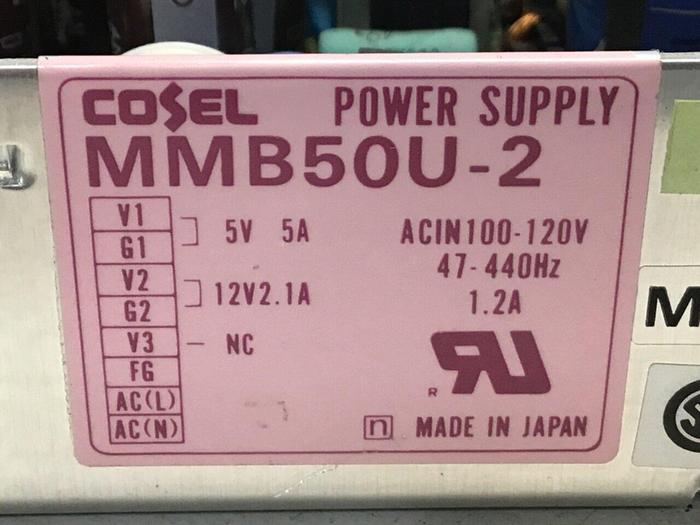 COSEL POWER SUPPLY
MMB50U-2
V1
G1
5V 5A
V2
G2
12V2.1A
V3
NC
FG
AC(L)
AC(N)
ACIN100-120V
47-440Hz
1.2A
RU
®
n MADE IN JAPAN
M